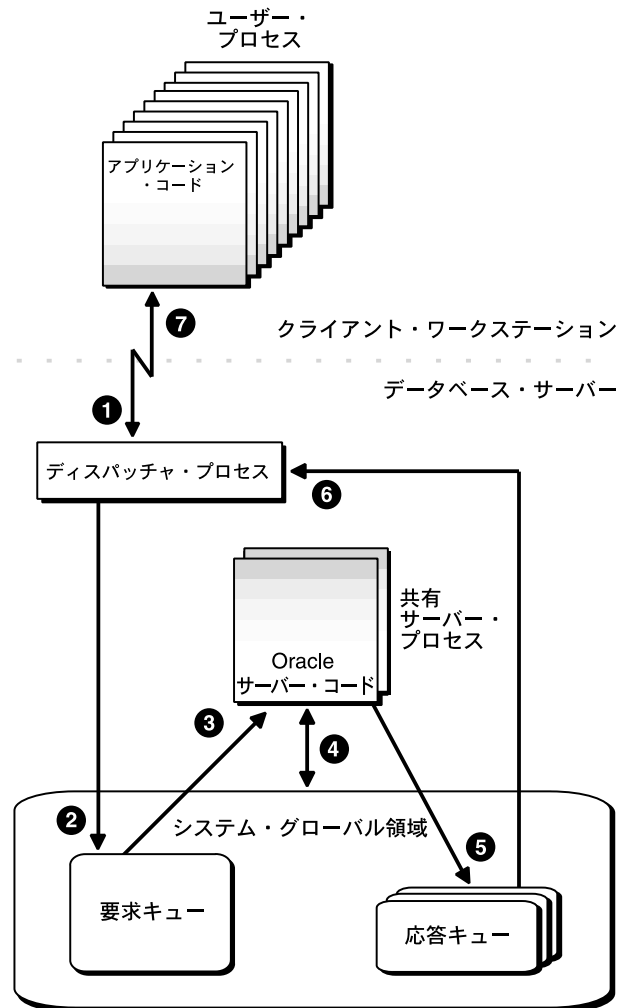 ユーザー・
プロセス
アプリケーション
・コード
7
クライアント・ワークステーション
データベース・サーバー
1
ディスパッチャ・プロセス
6
共有
サーバー・
プロセス
Oracle
サーバー・コード
3
4
2
システム・グローバル領域
5
要求キュー
応答キュー